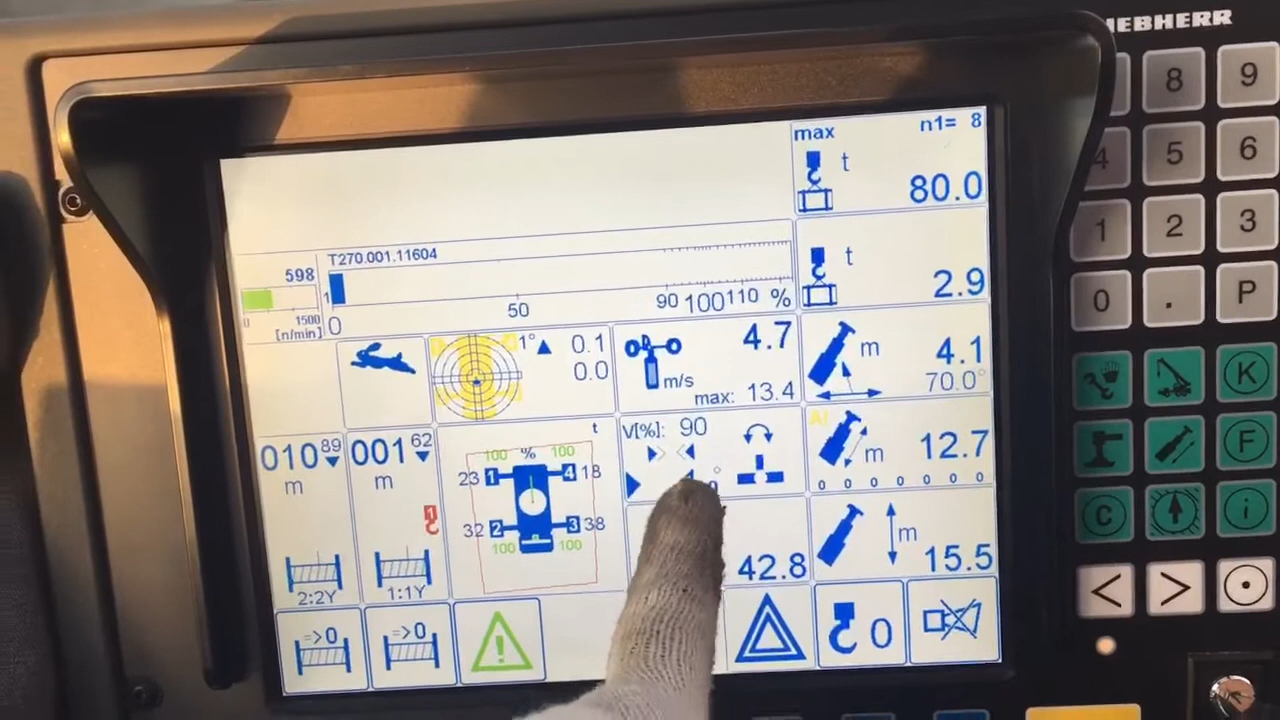 max n1= 8
t
80.0
T270.001.11604
598
1
0 1500
[n/min]
0 50 90 100 110 %
t
2.9
1° ▲ 0.1
0.0
4.7
m/s
max: 13.4
m 4.1
70.0°
010 89
m
001 62
m
t
100 % 100
23 1 4 18
32 2 3 38
100 100
V[%]: 90
m 12.7
0 0 0 0 0 0 0
42.8
m
15.5
2:2Y
1:1Y
=>0
=>0
!
0
8 9
4 5 6
1 2 3
0 . P
K
F
C i
< >